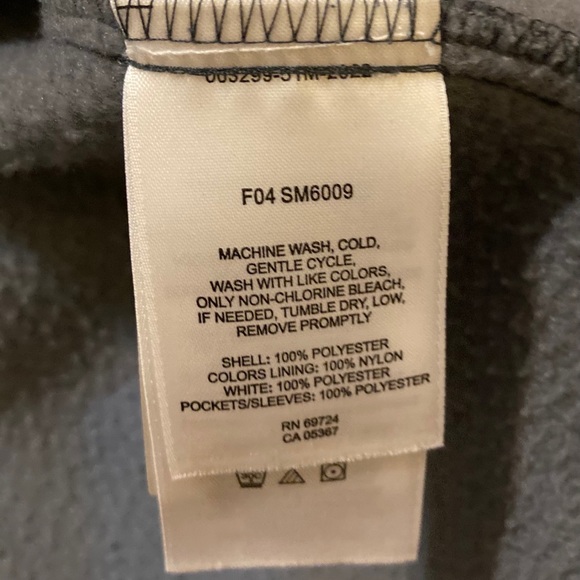 F04 SM6009
MACHINE WASH, COLD,
GENTLE CYCLE,
WASH WITH LIKE COLORS,
ONLY NON-CHLORINE BLEACH,
IF NEEDED, TUMBLE DRY, LOW,
REMOVE PROMPTLY
SHELL: 100% POLYESTER
COLORS LINING: 100% NYLON
WHITE: 100% POLYESTER
POCKETS/SLEEVES: 100% POLYESTER
RN 69724
CA 05367